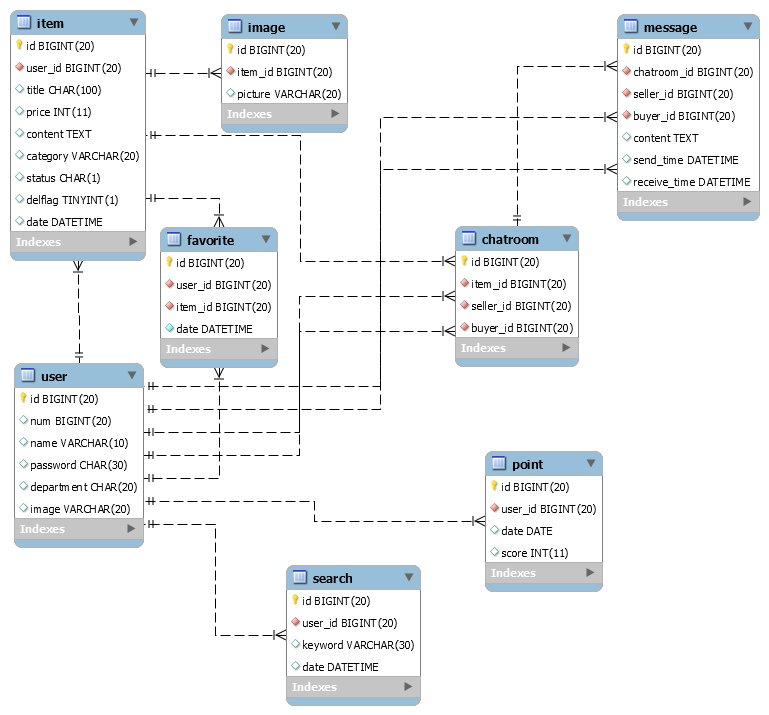 item
id BIGINT(20)
user_id BIGINT(20)
title CHAR(100)
price INT(11)
content TEXT
category VARCHAR(20)
status CHAR(1)
delflag TINYINT(1)
date DATETIME
Indexes
image
id BIGINT(20)
item_id BIGINT(20)
picture VARCHAR(20)
Indexes
message
id BIGINT(20)
chatroom_id BIGINT(20)
seller_id BIGINT(20)
buyer_id BIGINT(20)
content TEXT
send_time DATETIME
receive_time DATETIME
Indexes
favorite
id BIGINT(20)
user_id BIGINT(20)
item_id BIGINT(20)
date DATETIME
Indexes
chatroom
id BIGINT(20)
item_id BIGINT(20)
seller_id BIGINT(20)
buyer_id BIGINT(20)
Indexes
user
id BIGINT(20)
num BIGINT(20)
name VARCHAR(10)
password CHAR(30)
department CHAR(20)
image VARCHAR(20)
Indexes
point
id BIGINT(20)
user_id BIGINT(20)
date DATE
score INT(11)
Indexes
search
id BIGINT(20)
user_id BIGINT(20)
keyword VARCHAR(30)
date DATETIME
Indexes